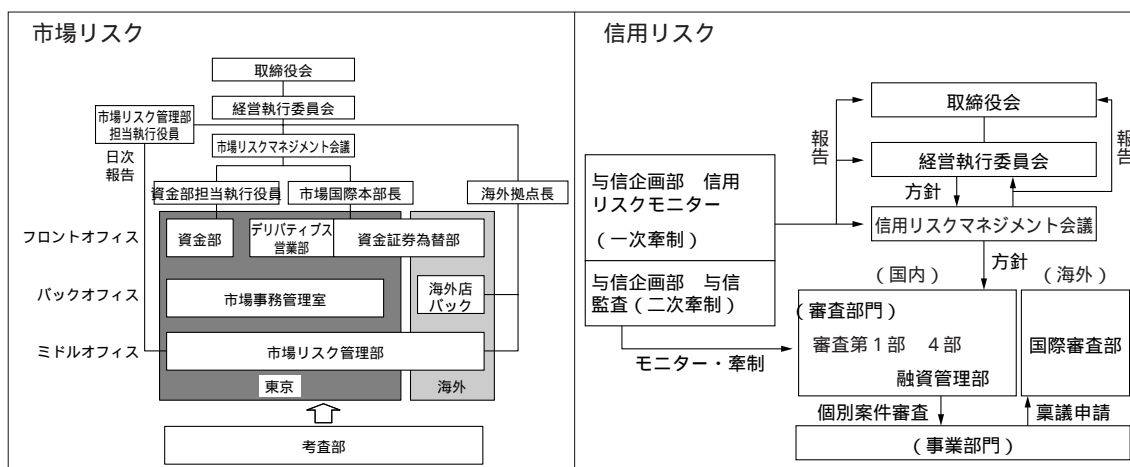 市場リスク
取締役会
経営執行委員会
市場リスク管理部
担当執行役員
市場リスクマネジメント会議
日次
報告
資金部担当執行役員
市場国際本部長
海外拠点長
フロントオフィス
資金部
デリバティブス
営業部
資金証券為替部
バックオフィス
市場事務管理室
海外店
バック
ミドルオフィス
市場リスク管理部
東京
海外
考査部
信用リスク
取締役会
報告
報告
経営執行委員会
与信企画部 信用
リスクモニター
（一次牽制）
方針
信用リスクマネジメント会議
与信企画部 与信
監査（二次牽制）
方針
（国内）
（海外）
（審査部門）
審査第１部 ４部
融資管理部
国際審査部
モニター・牽制
個別案件審査
稟議申請
（事業部門）